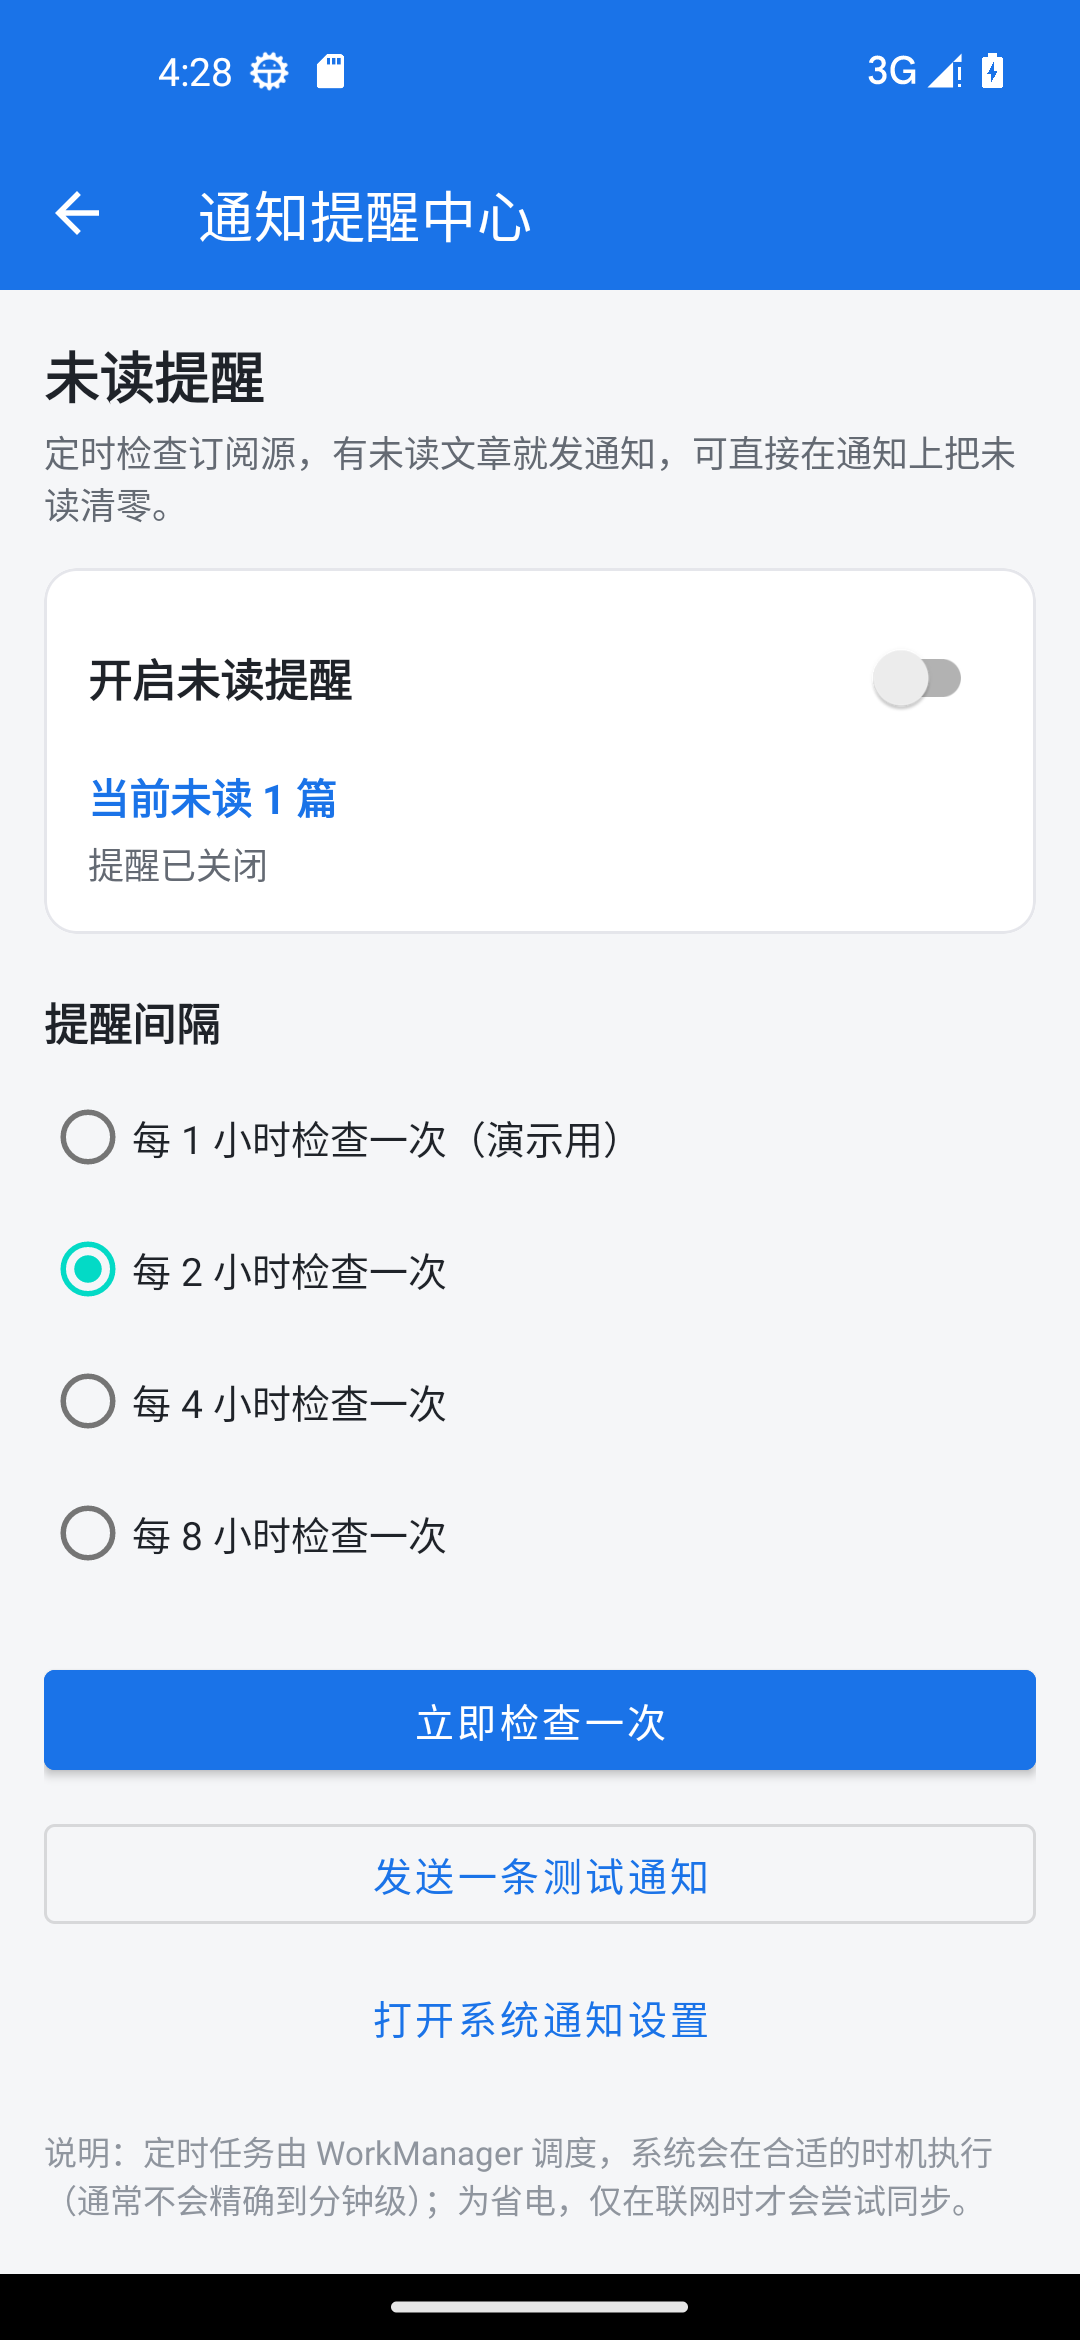 4:28
3G
通知提醒中心
未读提醒
定时检查订阅源，有未读文章就发通知，可直接在通知上把未
读清零。
开启未读提醒
当前未读 1 篇
提醒已关闭
提醒间隔
每 1 小时检查一次（演示用）
每 2 小时检查一次
每 4 小时检查一次
每 8 小时检查一次
立即检查一次
发送一条测试通知
打开系统通知设置
说明：定时任务由 WorkManager 调度，系统会在合适的时机执行
（通常不会精确到分钟级）；为省电，仅在联网时才会尝试同步。